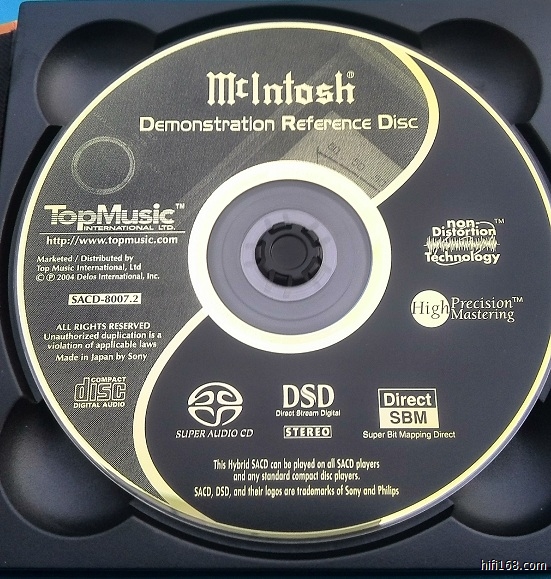 McIntosh®
Demonstration Reference Disc
TopMusic™
INTERNATIONAL LTD.
http://www.topmusic.com
Marketed / Distributed by
Top Music International, Ltd
© ℗ 2004 Delos International, Inc.
SACD-8007.2
ALL RIGHTS RESERVED
Unauthorized duplication is a
violation of applicable laws
Made in Japan by Sony
non-™
Distortion
Technology
High Precision™
Mastering
COMPACT
disc
DIGITAL AUDIO
SUPER AUDIO CD
DSD
Direct Stream Digital
STEREO
Direct
SBM
Super Bit Mapping Direct
This Hybrid SACD can be played on all SACD players
and any standard compact disc players.
SACD, DSD, and their logos are trademarks of Sony and Philips
hifi168.com